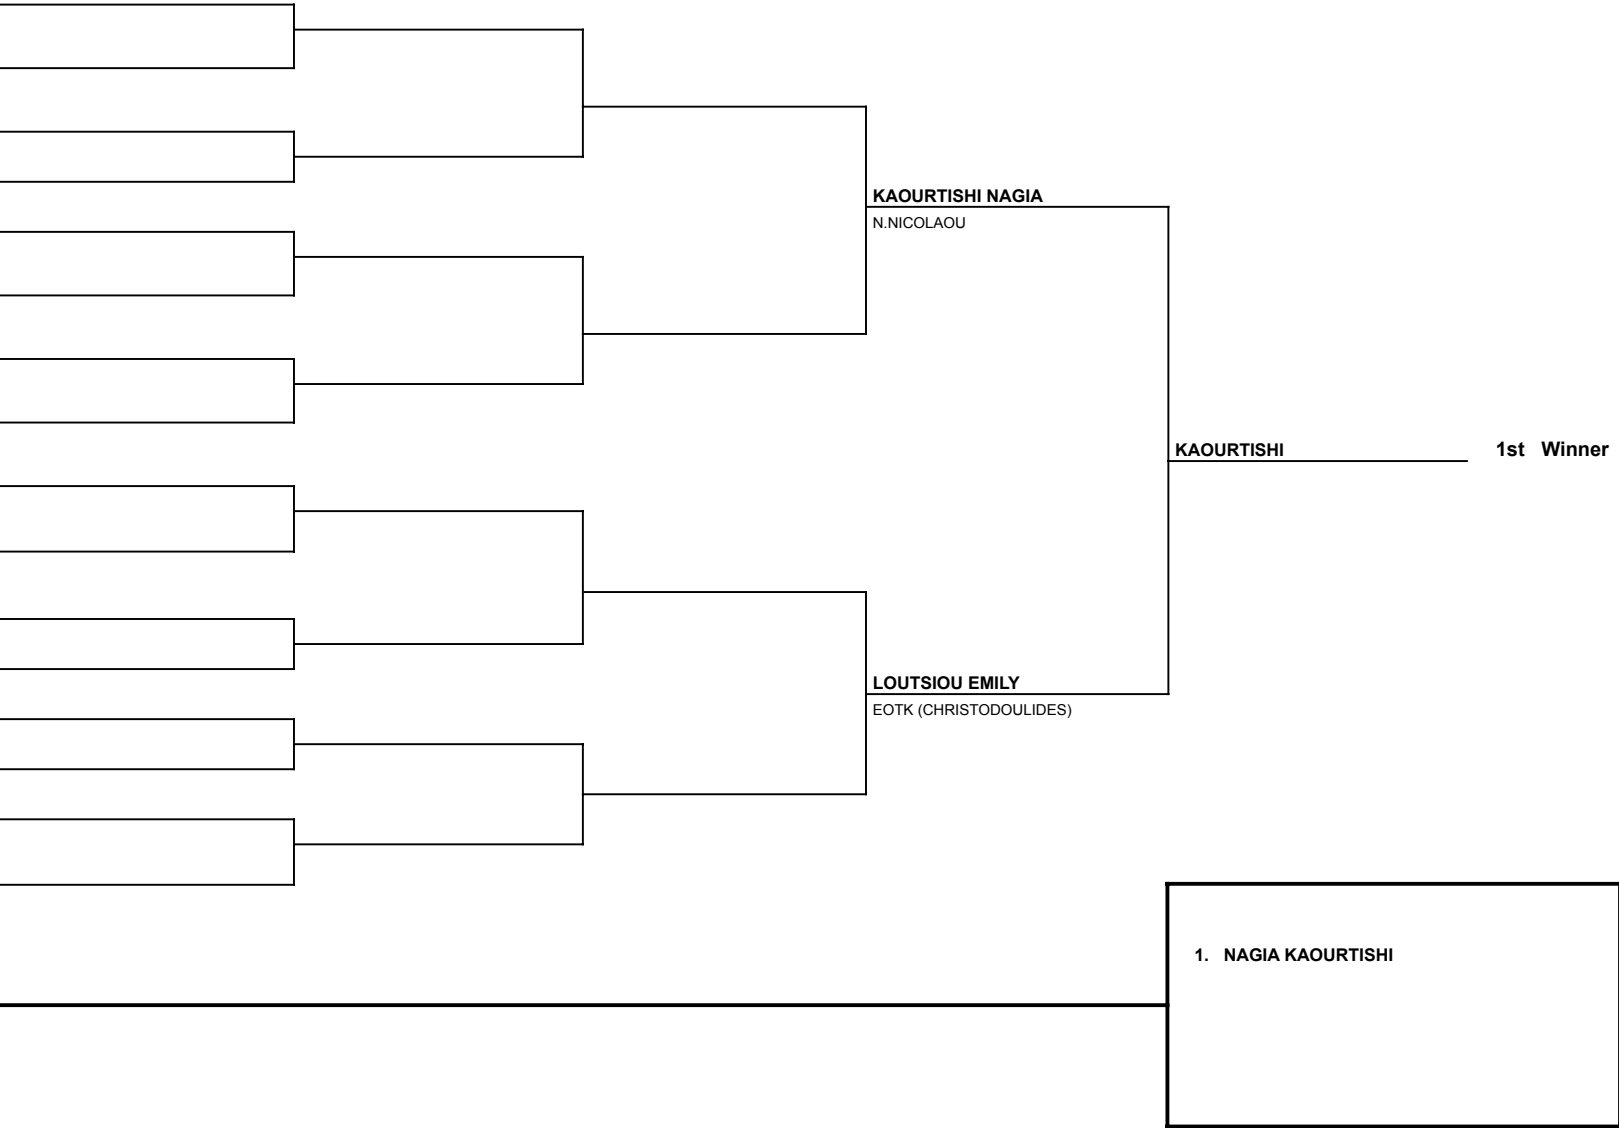 KAOURTISHI NAGIA
N.NICOLAOU
KAOURTISHI 1st Winner
LOUTSIOU EMILY
EOTK (CHRISTODOULIDES)
1. NAGIA KAOURTISHI